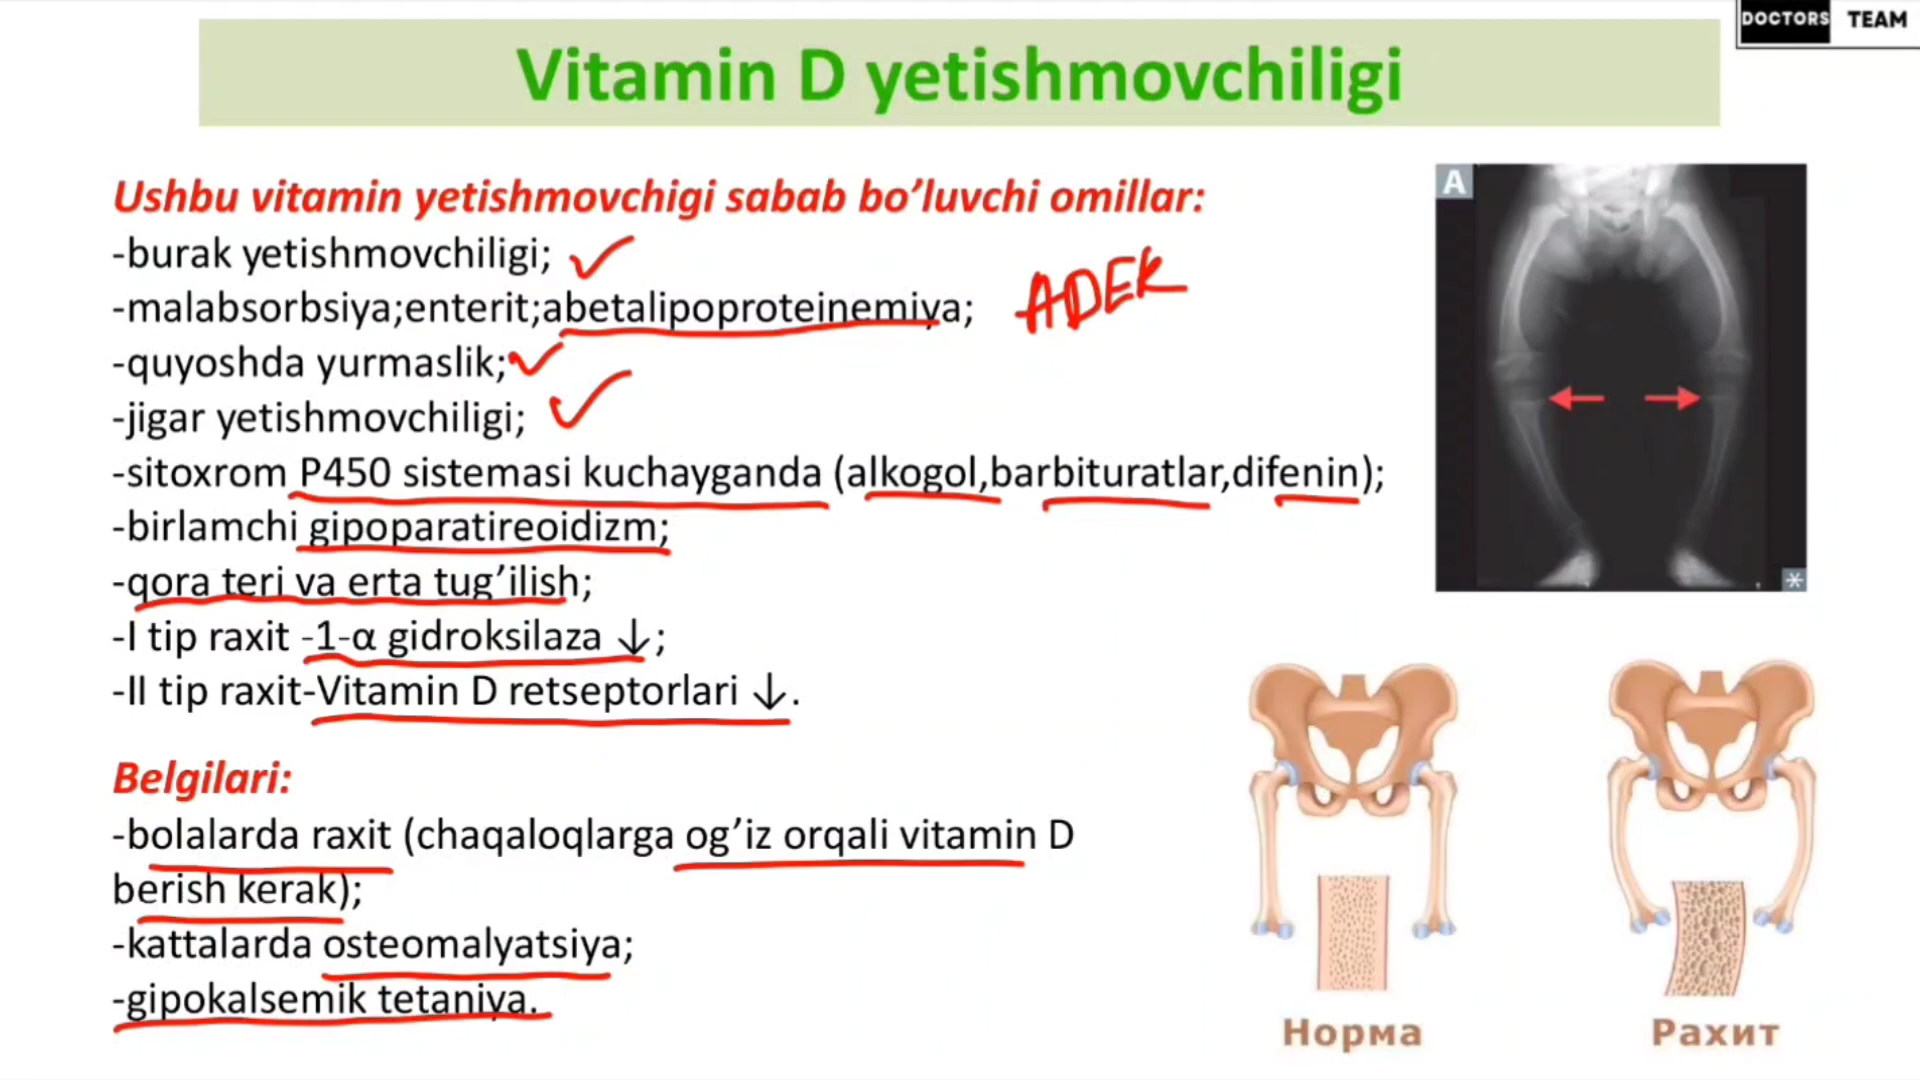 DOCTORS TEAM
Vitamin D yetishmovchiligi
Ushbu vitamin yetishmovchigi sabab bo’luvchi omillar:
-burak yetishmovchiligi;
-malabsorbsiya;enterit;abetalipoproteinemiya; ADEK
-quyoshda yurmaslik;
-jigar yetishmovchiligi;
-sitoxrom P450 sistemasi kuchayganda (alkogol,barbituratlar,difenin);
-birlamchi gipoparatireoidizm;
-qora teri va erta tug’ilish;
-I tip raxit -1-α gidroksilaza ↓;
-II tip raxit-Vitamin D retseptorlari ↓.
Belgilari:
-bolalarda raxit (chaqaloqlarga og’iz orqali vitamin D
berish kerak);
-kattalarda osteomalyatsiya;
-gipokalsemik tetaniya.
A
Норма
Рахит